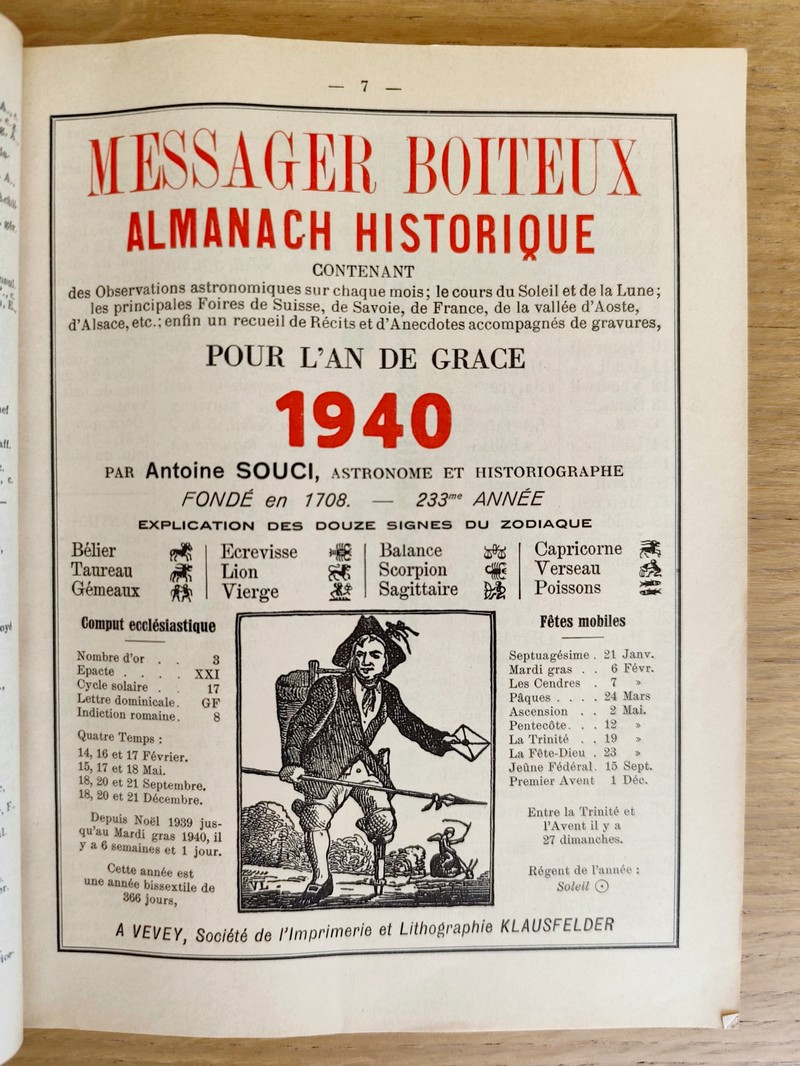 — 7 —
MESSAGER BOITEUX
ALMANACH HISTORIQUE
CONTENANT
des Observations astronomiques sur chaque mois; le cours du Soleil et de la Lune;
les principales Foires de Suisse, de Savoie, de France, de la vallée d'Aoste,
d'Alsace, etc.; enfin un recueil de Récits et d'Anecdotes accompagnés de gravures,
POUR L'AN DE GRACE
1940
PAR Antoine SOUCI, ASTRONOME ET HISTORIOGRAPHE
FONDÉ en 1708. — 233me ANNÉE
EXPLICATION DES DOUZE SIGNES DU ZODIAQUE
Bélier
Taureau
Gémeaux
Ecrevisse
Lion
Vierge
Balance
Scorpion
Sagittaire
Capricorne
Verseau
Poissons
Comput ecclésiastique
Nombre d'or . . 3
Epacte . . . . XXI
Cycle solaire . . 17
Lettre dominicale. GF
Indiction romaine. 8
Quatre Temps :
14, 16 et 17 Février.
15, 17 et 18 Mai.
18, 20 et 21 Septembre.
18, 20 et 21 Décembre.
Depuis Noël 1939 jus-
qu'au Mardi gras 1940, il
y a 6 semaines et 1 jour.
Cette année est
une année bissextile de
366 jours,
Fêtes mobiles
Septuagésime . 21 Janv.
Mardi gras . . 6 Févr.
Les Cendres . 7 »
Pâques . . . . 24 Mars
Ascension . . 2 Mai.
Pentecôte. . . 12 »
La Trinité . . 19 »
La Fête-Dieu . 23 »
Jeûne Fédéral. 15 Sept.
Premier Avent 1 Déc.
Entre la Trinité et
l'Avent il y a
27 dimanches.
Régent de l'année :
Soleil ☉
A VEVEY, Société de l'Imprimerie et Lithographie KLAUSFELDER